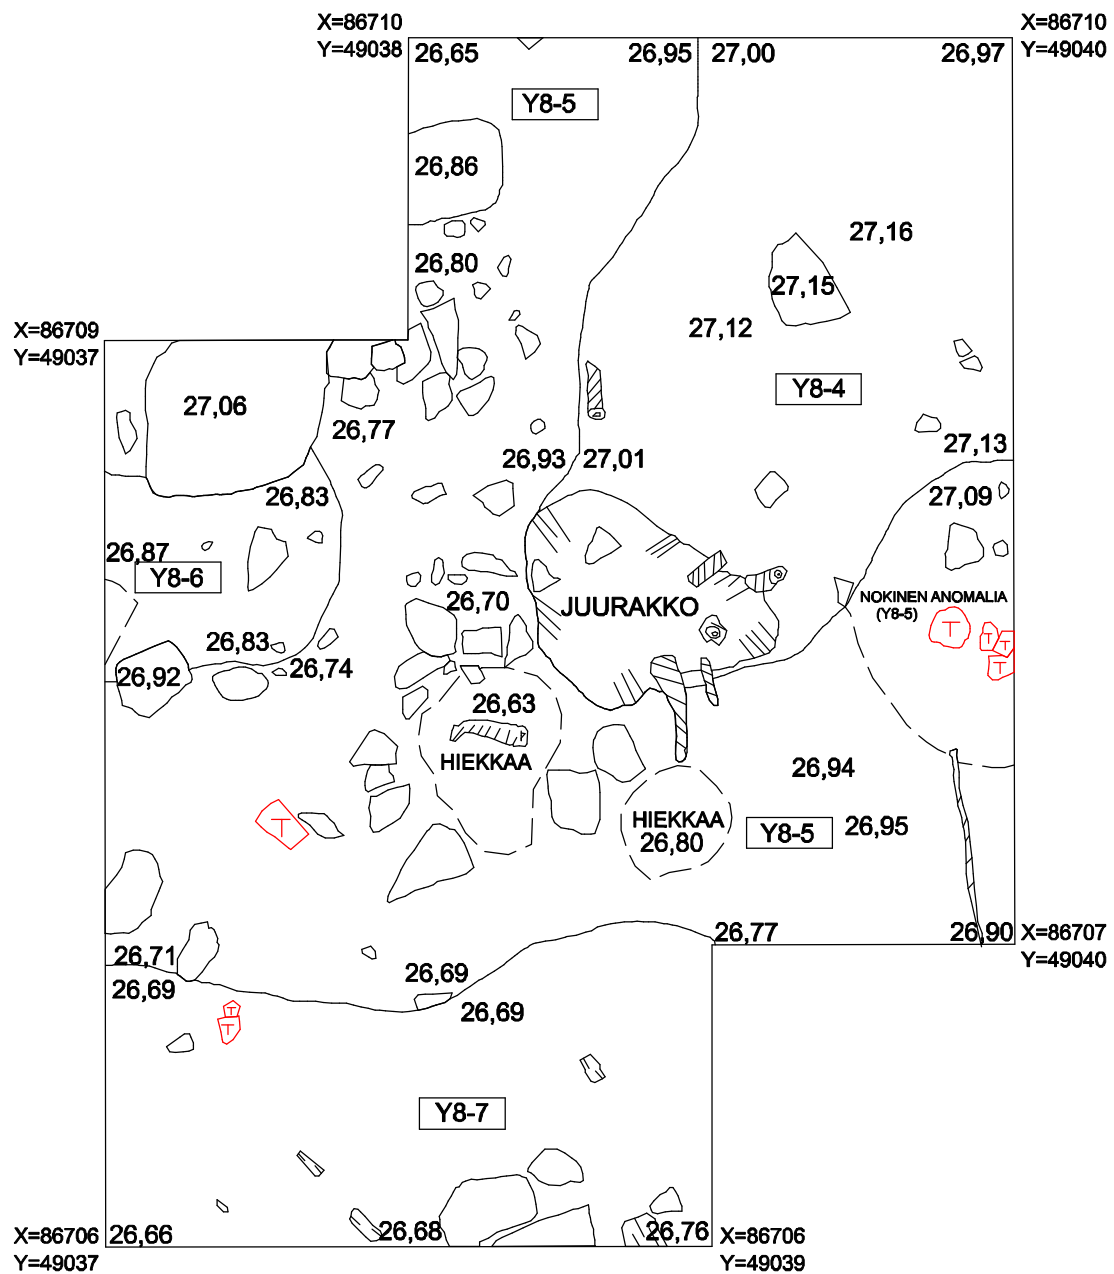 X=86710
Y=49038
X=86710
Y=49040
26,65
26,95
27,00
26,97
Y8-5
26,86
27,16
26,80
27,15
27,12
X=86709
Y=49037
27,06
Y8-4
26,77
27,13
26,93
27,01
26,83
27,09
26,87
Y8-6
NOKINEN ANOMALIA
(Y8-5)
26,70
JUURAKKO
T
T
T
T
26,83
26,74
26,92
26,63
HIEKKAA
26,94
HIEKKAA
26,80
Y8-5
26,95
T
26,77
26,90
X=86707
Y=49040
26,71
26,69
26,69
26,69
T
T
Y8-7
X=86706
Y=49037
26,66
26,68
26,76
X=86706
Y=49039